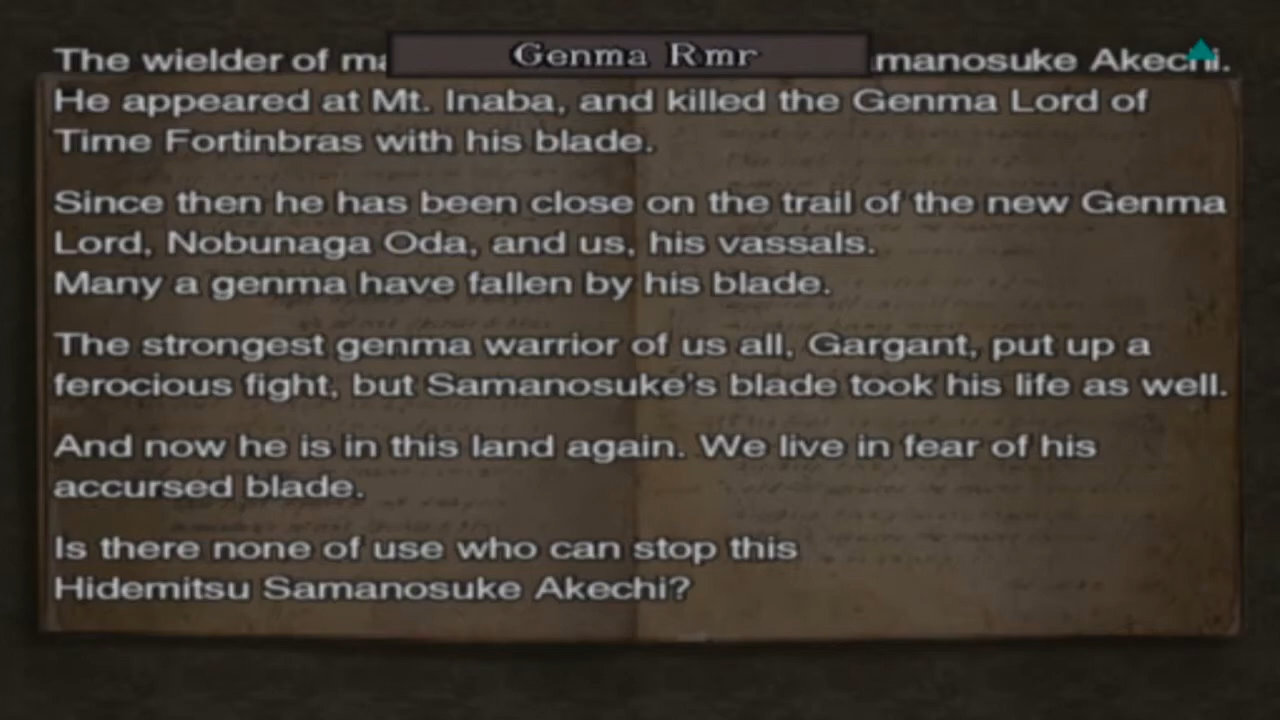 Genma Rmr
The wielder of ma manosuke Akechi.
He appeared at Mt. Inaba, and killed the Genma Lord of
Time Fortinbras with his blade.
Since then he has been close on the trail of the new Genma
Lord, Nobunaga Oda, and us, his vassals.
Many a genma have fallen by his blade.
The strongest genma warrior of us all, Gargant, put up a
ferocious fight, but Samanosuke's blade took his life as well.
And now he is in this land again. We live in fear of his
accursed blade.
Is there none of use who can stop this
Hidemitsu Samanosuke Akechi?